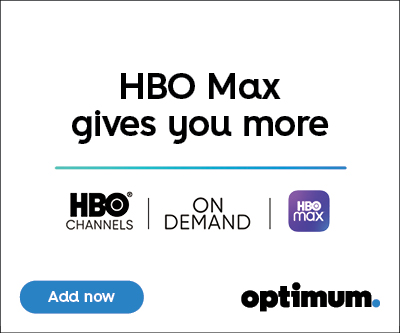 HBO Max
gives you more
HBO®
CHANNELS
ON
DEMAND
HBO
max
Add now
optimum.